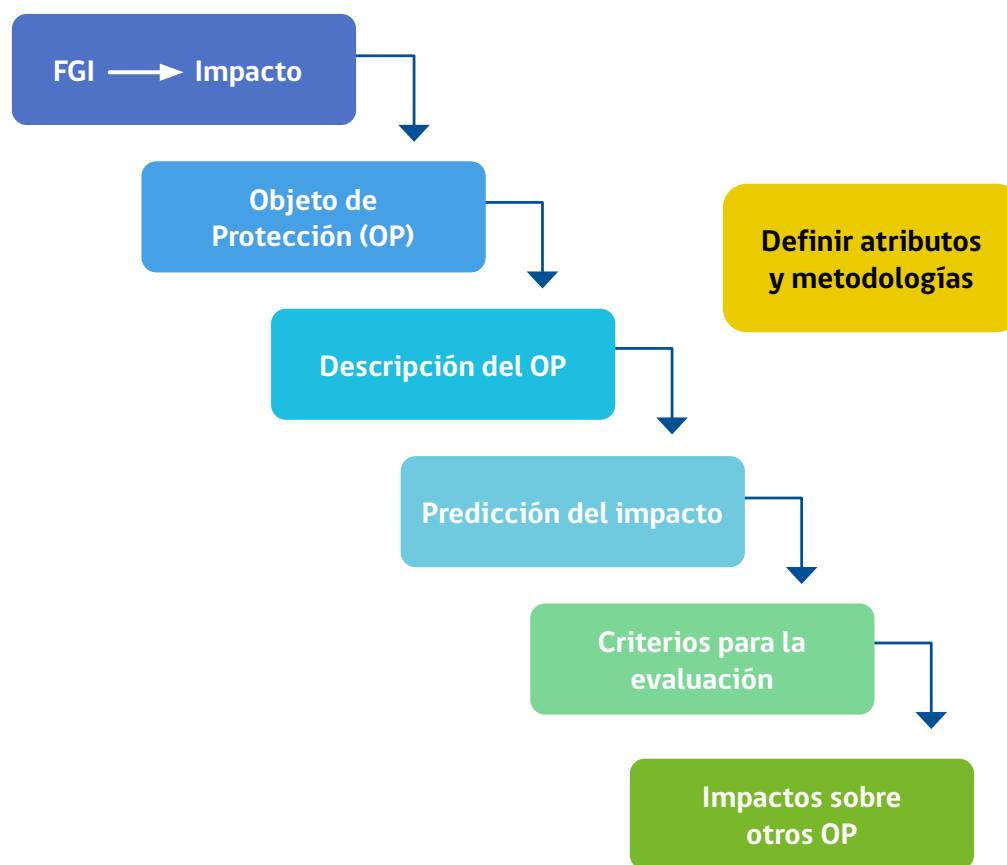 FGI Impacto
Objeto de
Protección (OP)
Definir atributos
y metodologías
Descripción del OP
Predicción del impacto
Criterios para la
evaluación
Impactos sobre
otros OP